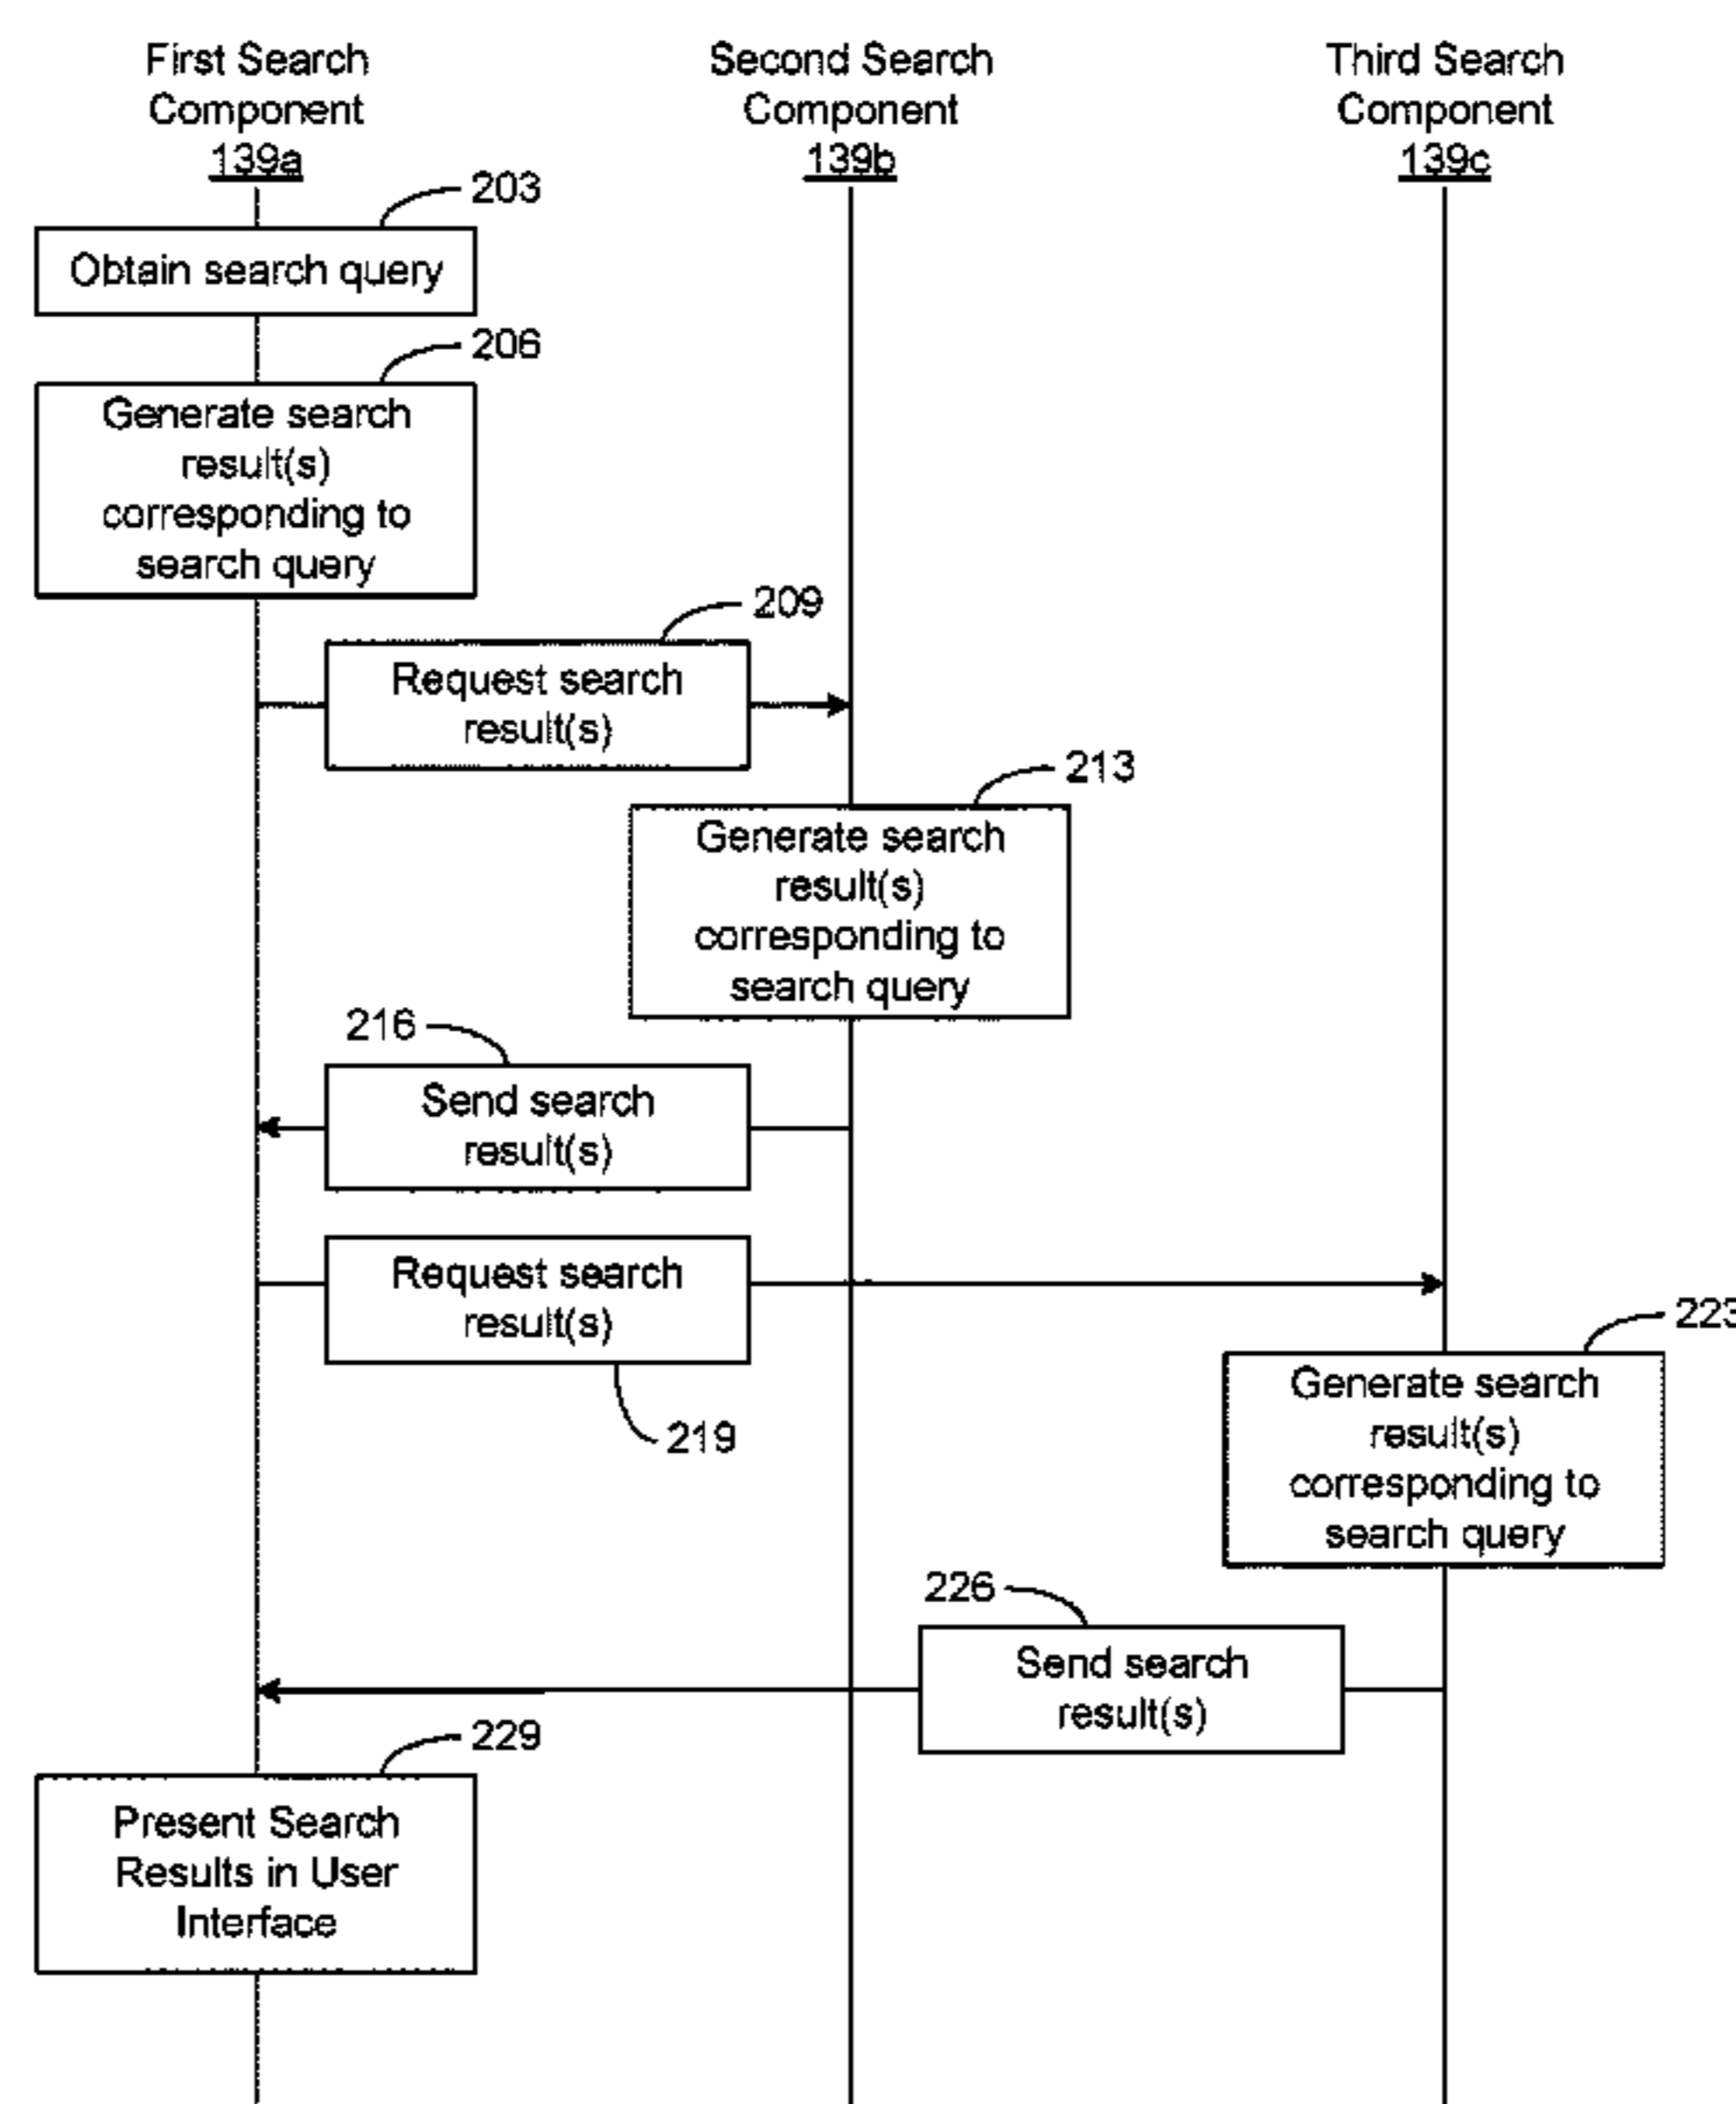 First Search
Component
139a
Second Search
Component
139b
Third Search
Component
139c
203
Obtain search query
206
Generate search
result(s)
corresponding to
search query
209
Request search
result(s)
213
Generate search
result(s)
corresponding to
search query
216
Send search
result(s)
Request search
result(s)
219
223
Generate search
result(s)
corresponding to
search query
226
Send search
result(s)
229
Present Search
Results in User
Interface